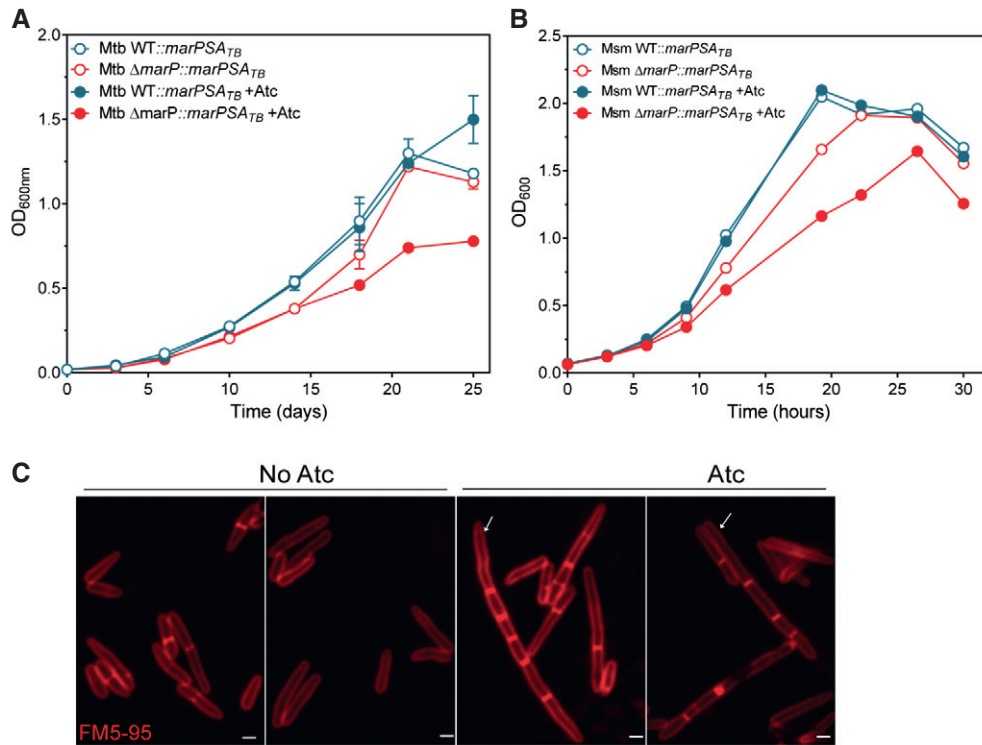 A
2.0
1.5
1.0
0.5
0.0
OD600nm
0 5 10 15 20 25
Time (days)
Mtb WT::marPSATB
Mtb ΔmarP::marPSATB
Mtb WT::marPSATB +Atc
Mtb ΔmarP::marPSATB +Atc
B
2.5
2.0
1.5
1.0
0.5
0.0
OD600
0 5 10 15 20 25 30
Time (hours)
Msm WT::marPSATB
Msm ΔmarP::marPSATB
Msm WT::marPSATB +Atc
Msm ΔmarP::marPSATB +Atc
C
No Atc
Atc
FM5-95